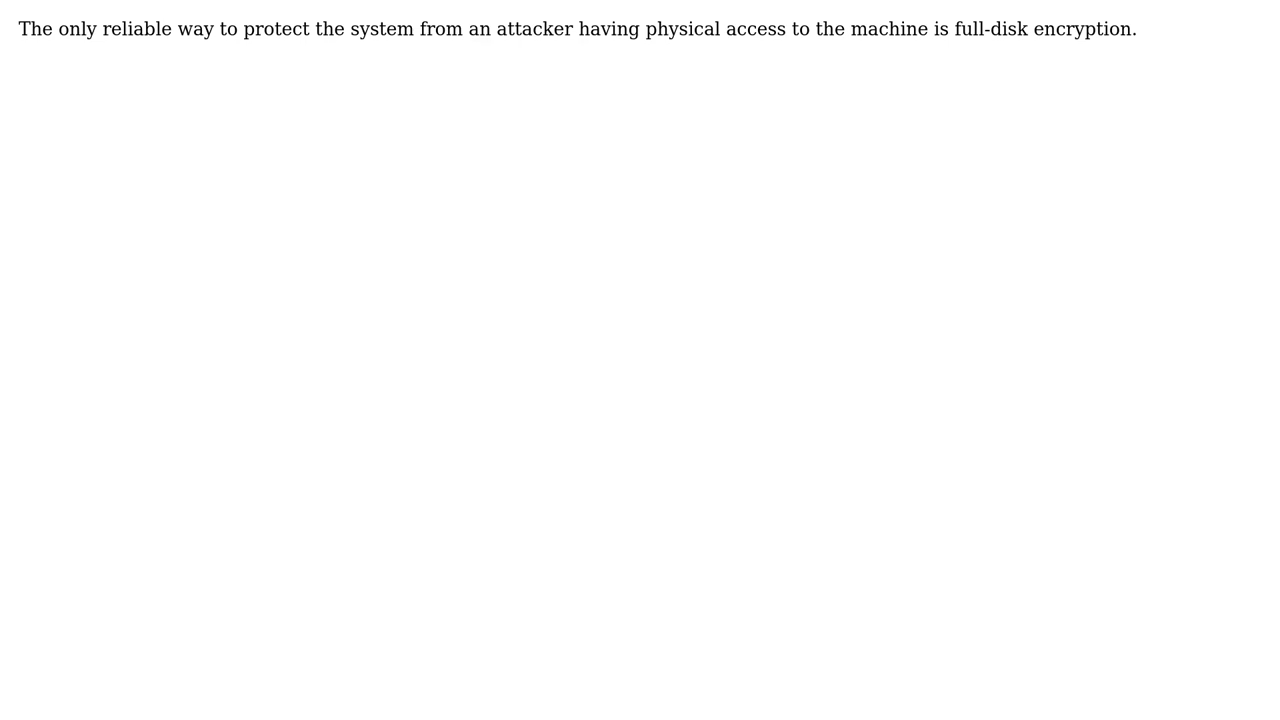 The only reliable way to protect the system from an attacker having physical access to the machine is full-disk encryption.